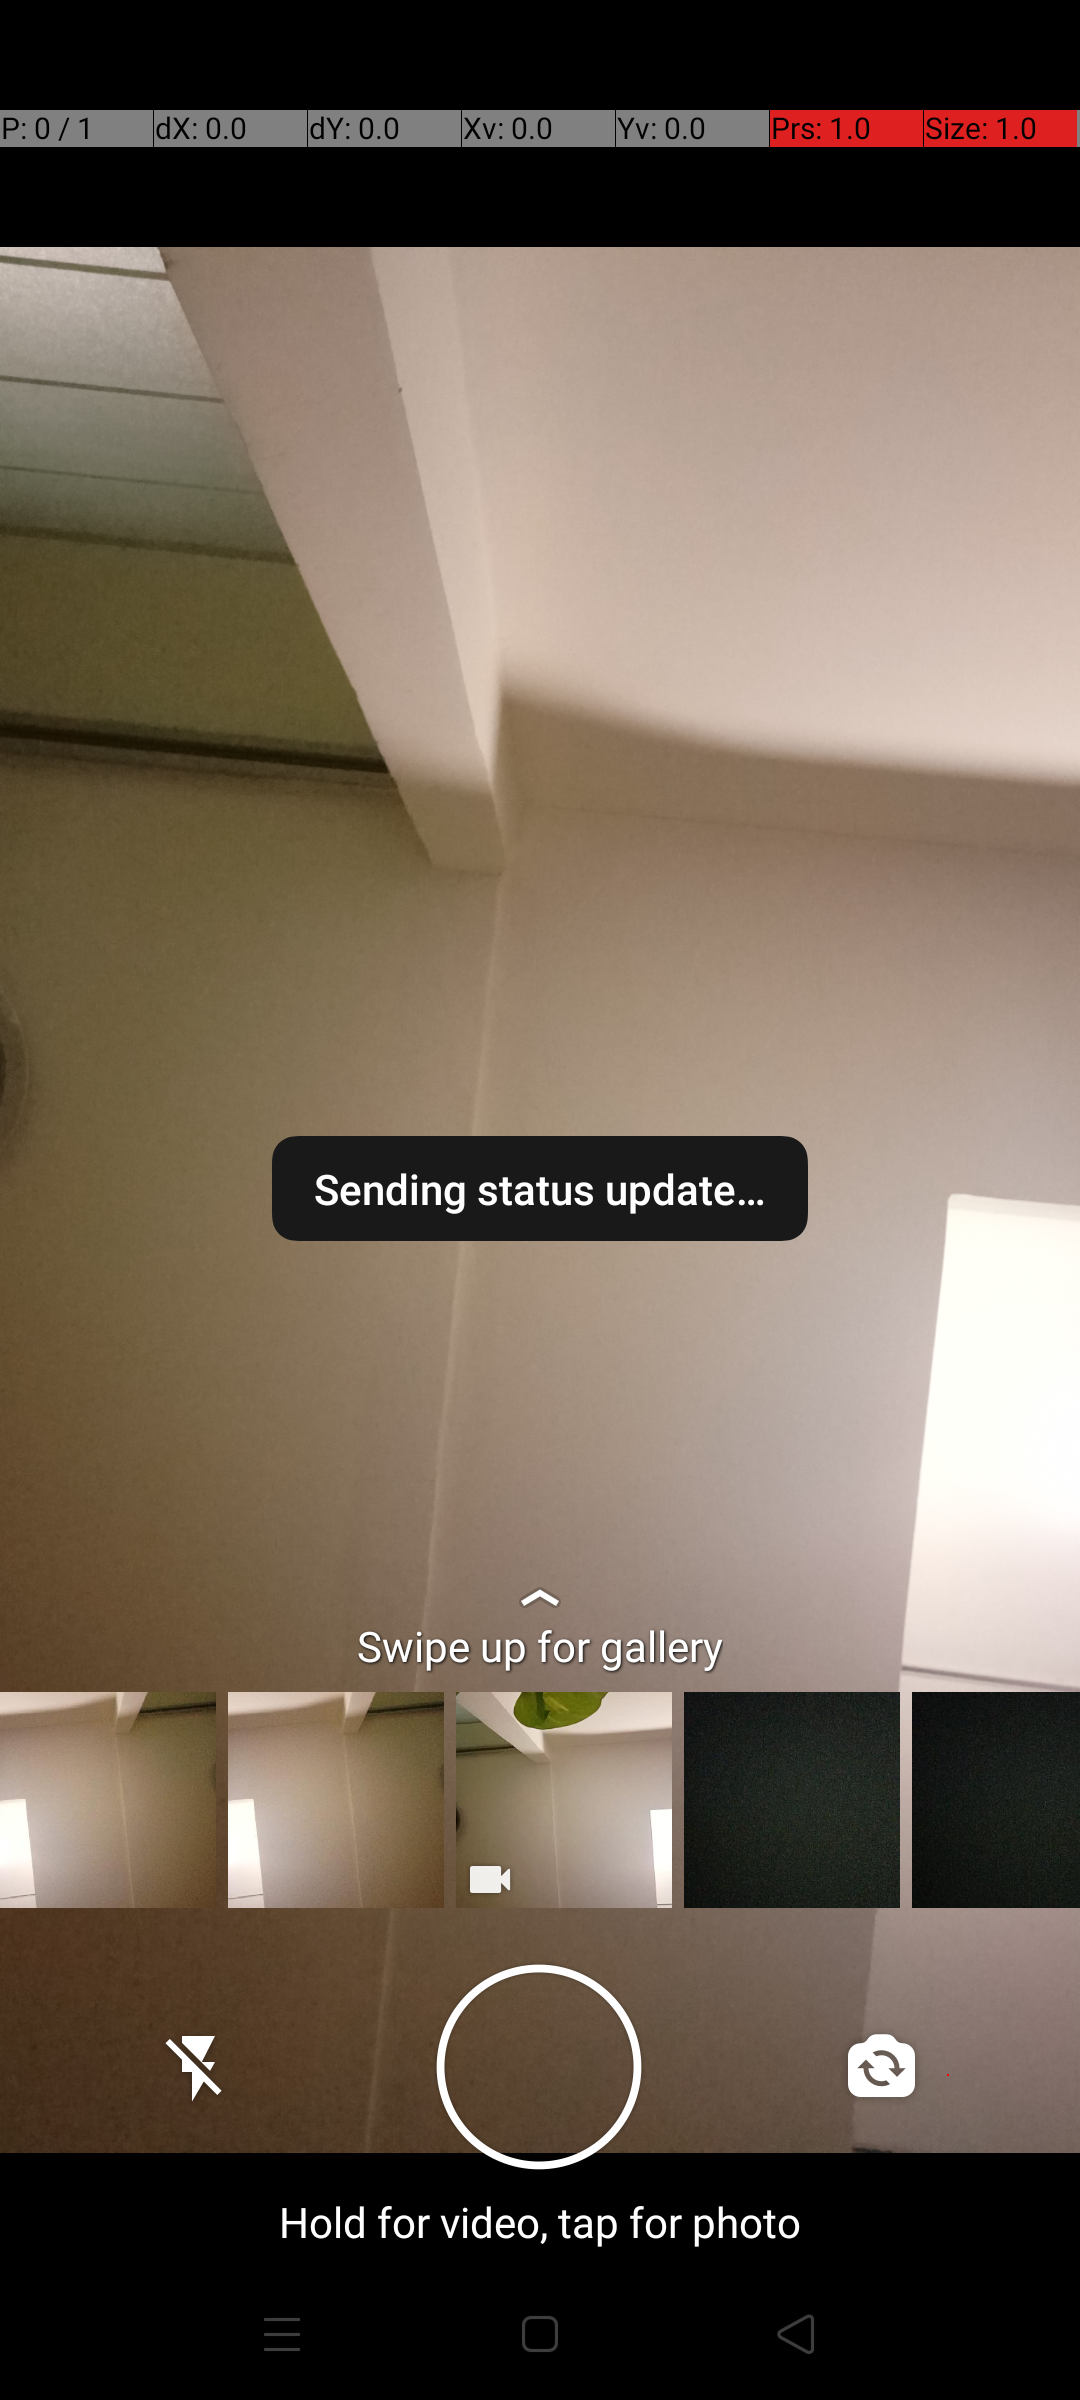 P: 0 / 1 dX: 0.0 dY: 0.0 Xv: 0.0 Yv: 0.0 Prs: 1.0 Size: 1.0
Sending status update...
Swipe up for gallery
Hold for video, tap for photo